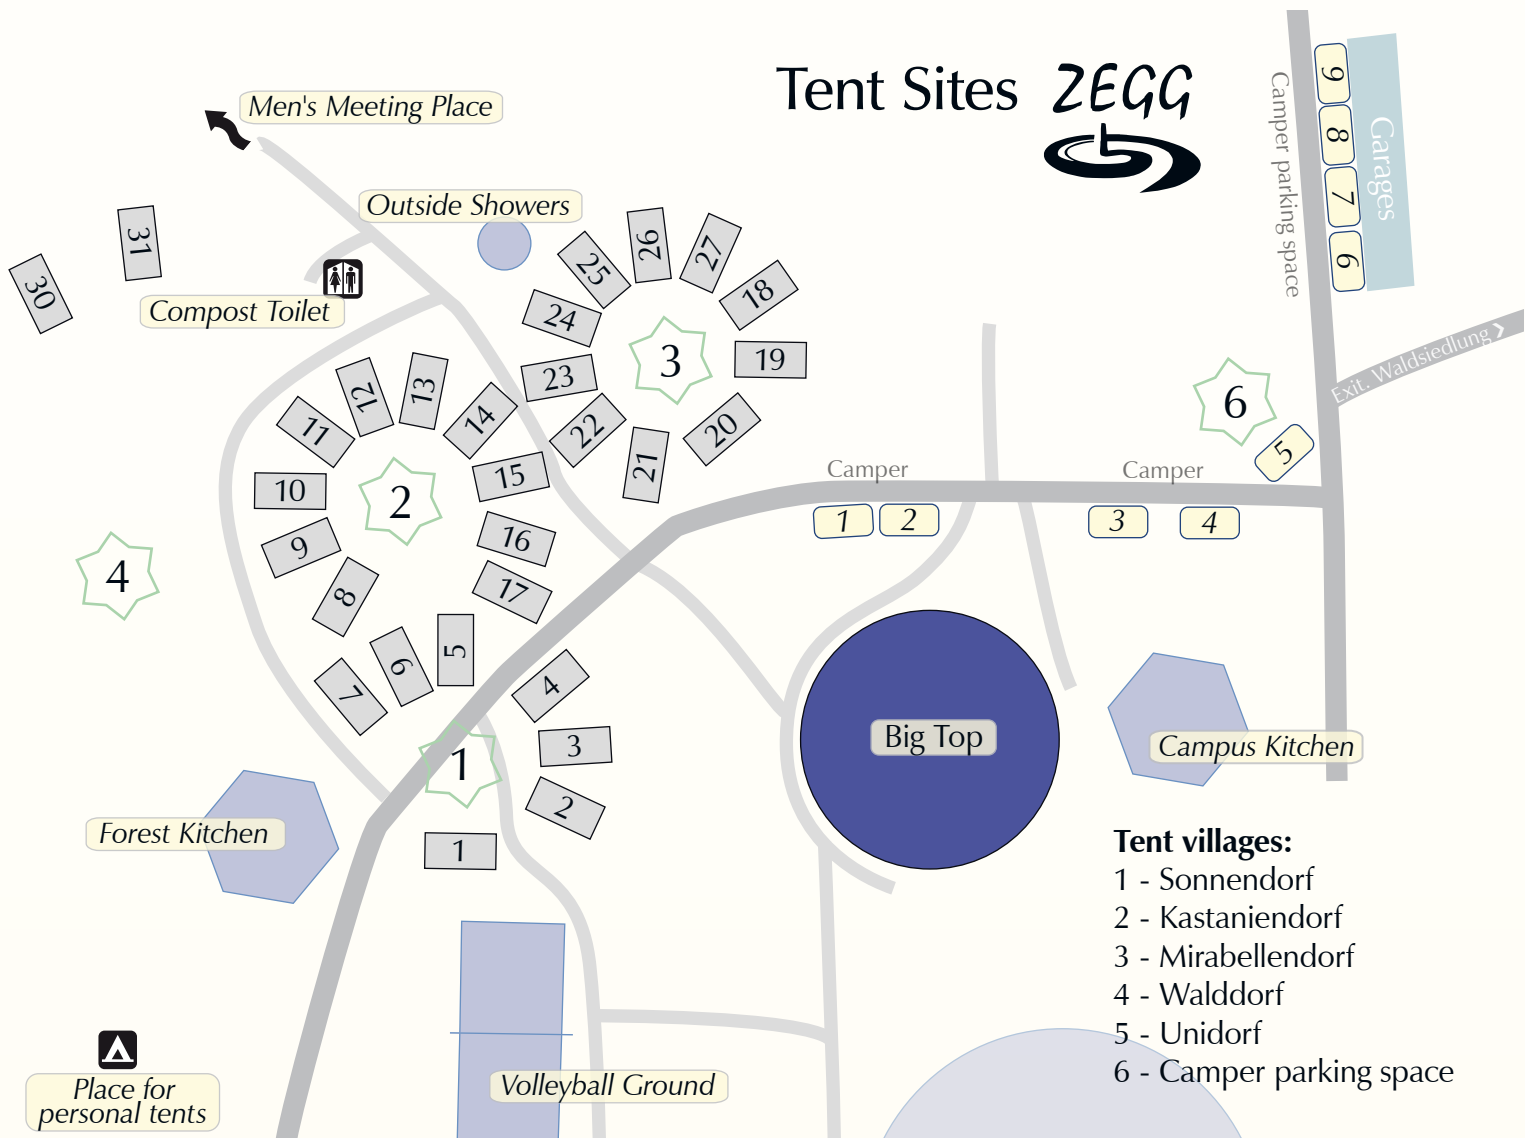 Tent Sites ZEGG
Men's Meeting Place
Outside Showers
Compost Toilet
31
30
26
27
25
18
24
3
19
23
22
20
21
12
13
11
14
2
15
10
16
9
17
8
4
5
6
7
4
1
3
2
1
Camper
1
2
Camper
3
4
Camper parking space
9
8
7
6
Garages
Exit. Waldsiedlung
6
5
Big Top
Campus Kitchen
Forest Kitchen
Volleyball Ground
Place for
personal tents
Tent villages:
1 - Sonnendorf
2 - Kastaniendorf
3 - Mirabellendorf
4 - Walddorf
5 - Unidorf
6 - Camper parking space